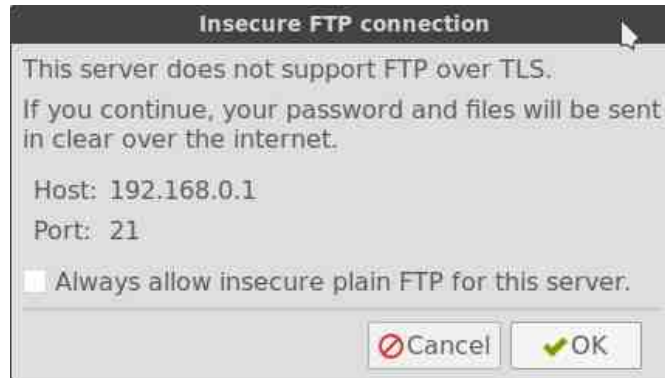 Insecure FTP connection
This server does not support FTP over TLS.
If you continue, your password and files will be sent
in clear over the internet.
Host: 192.168.0.1
Port: 21
Always allow insecure plain FTP for this server.
Cancel OK